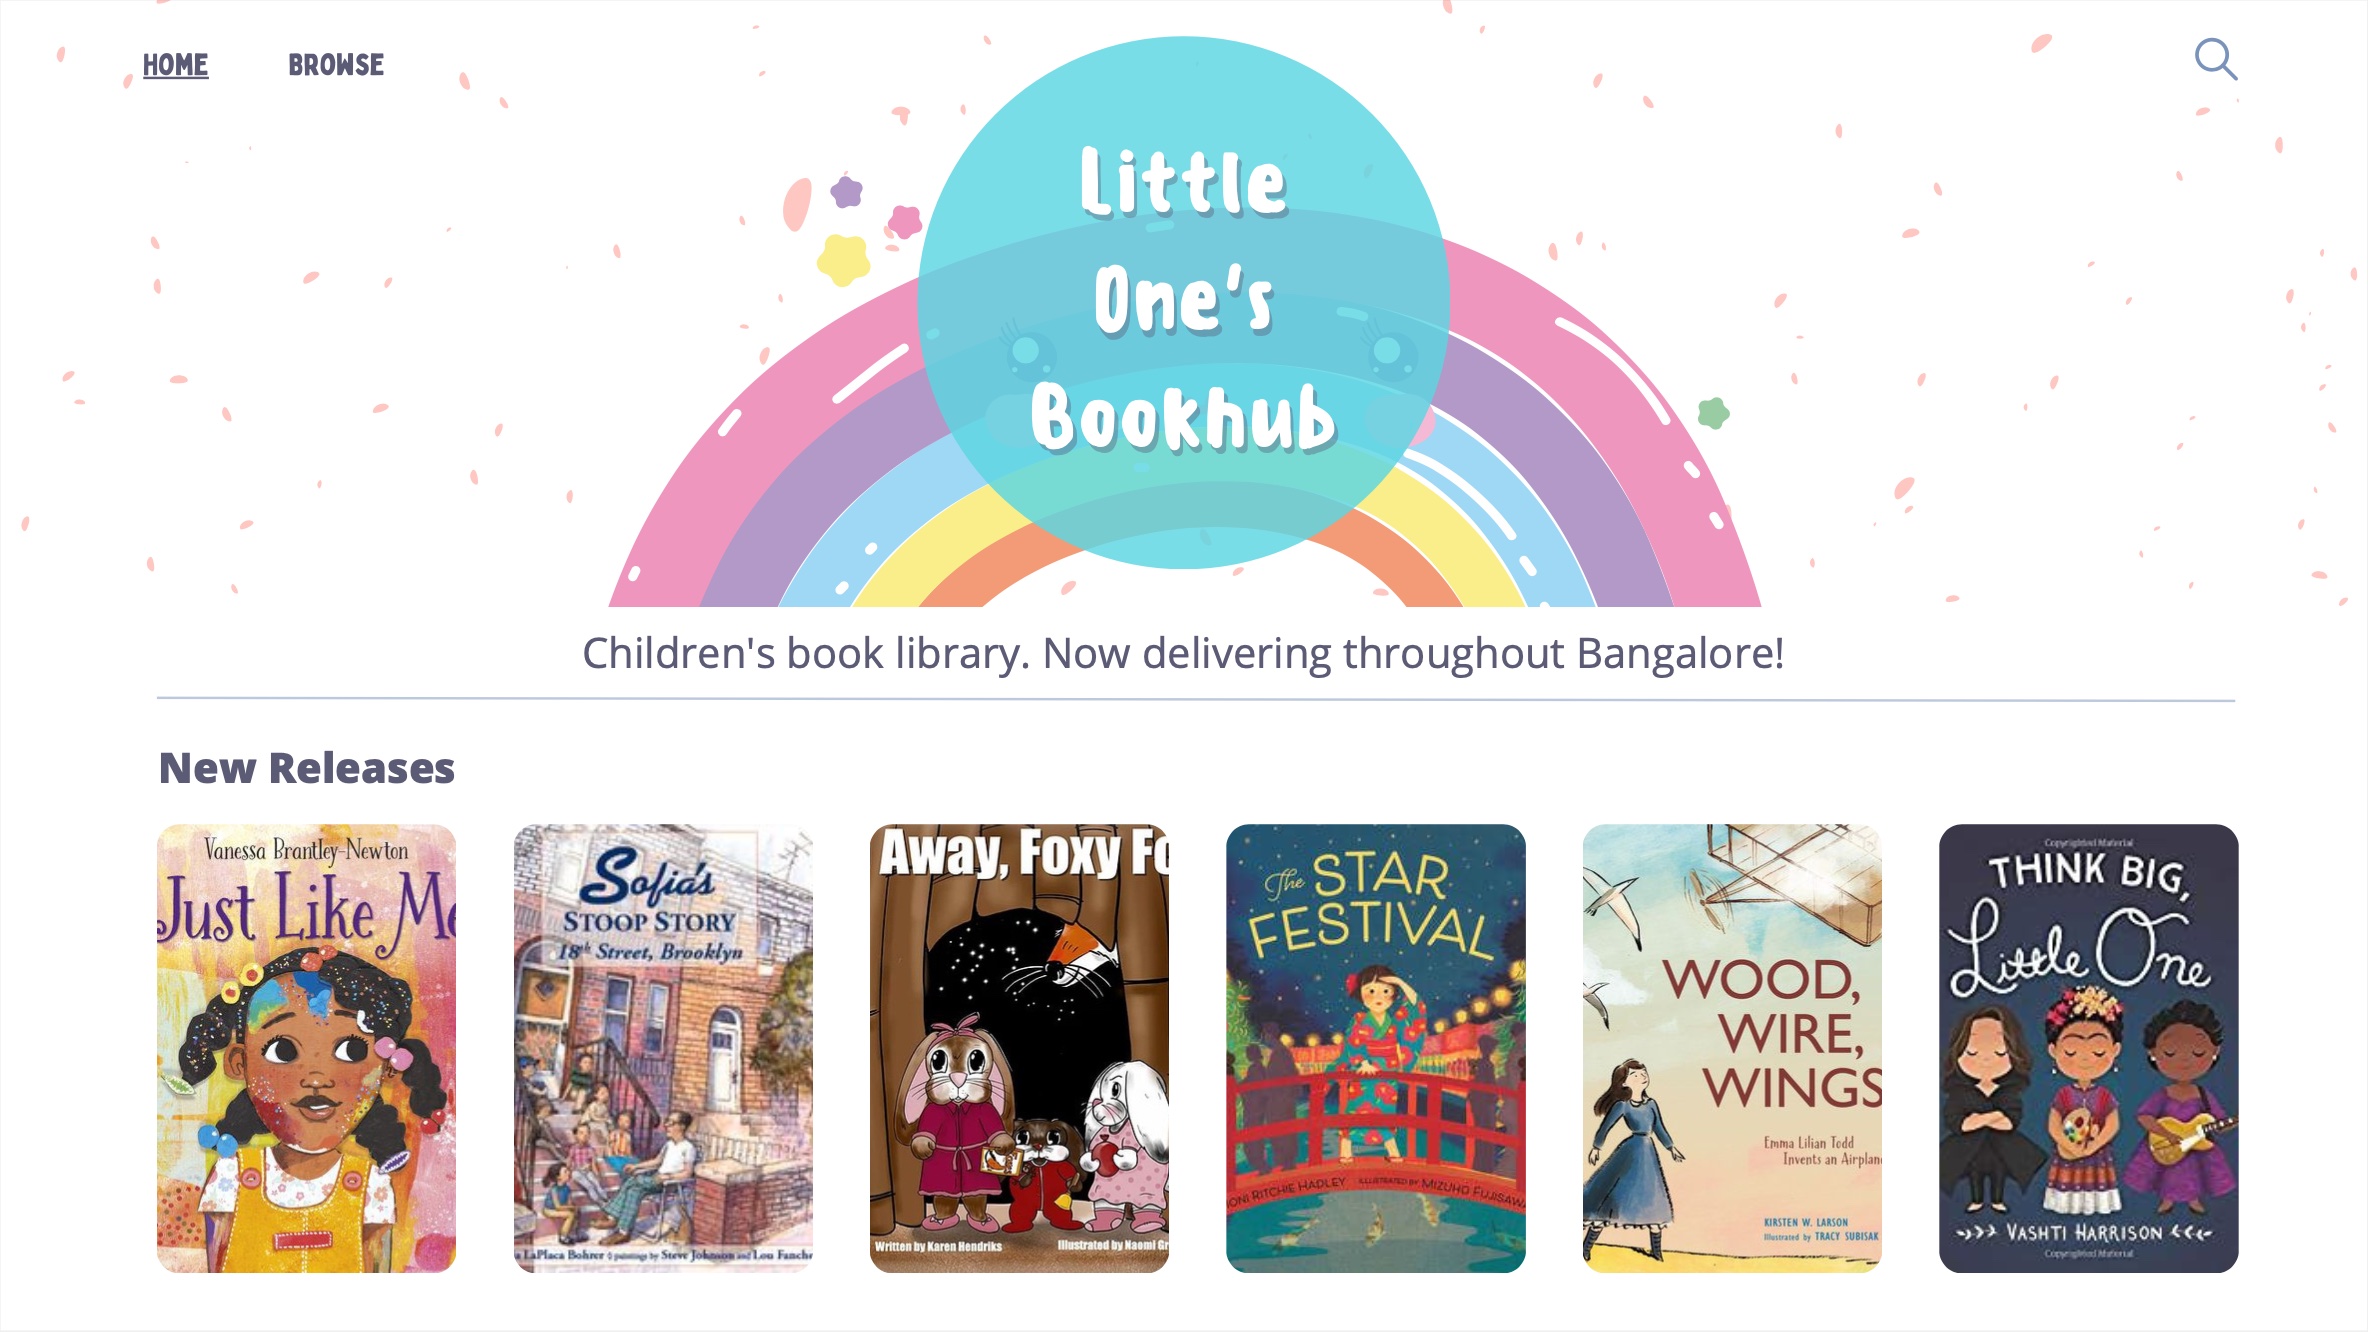 HOME
BROWSE
Little
One's
Bookhub
Children's book library. Now delivering throughout Bangalore!
New Releases
Vanessa Brantley-Newton
Just Like Me
Sofia's
STOOP STORY
18th Street, Brooklyn
LaPlaca Bohrer paintings by Steve Johnson and Lou Fanche
Away, Foxy Fo
Written by Karen Hendriks
Illustrated by Naomi Gr
The STAR
FESTIVAL
ONI RITCHIE HADLEY ILLUSTRATED BY MIZUHO FUJISAWA
WOOD,
WIRE,
WINGS
Emma Lilian Todd
Invents an Airplane
KIRSTEN W. LARSON
Illustrated by TRACY SUBISAK
Copyrighted Material
THINK BIG,
Little One
VASHTI HARRISON
Copyrighted Material